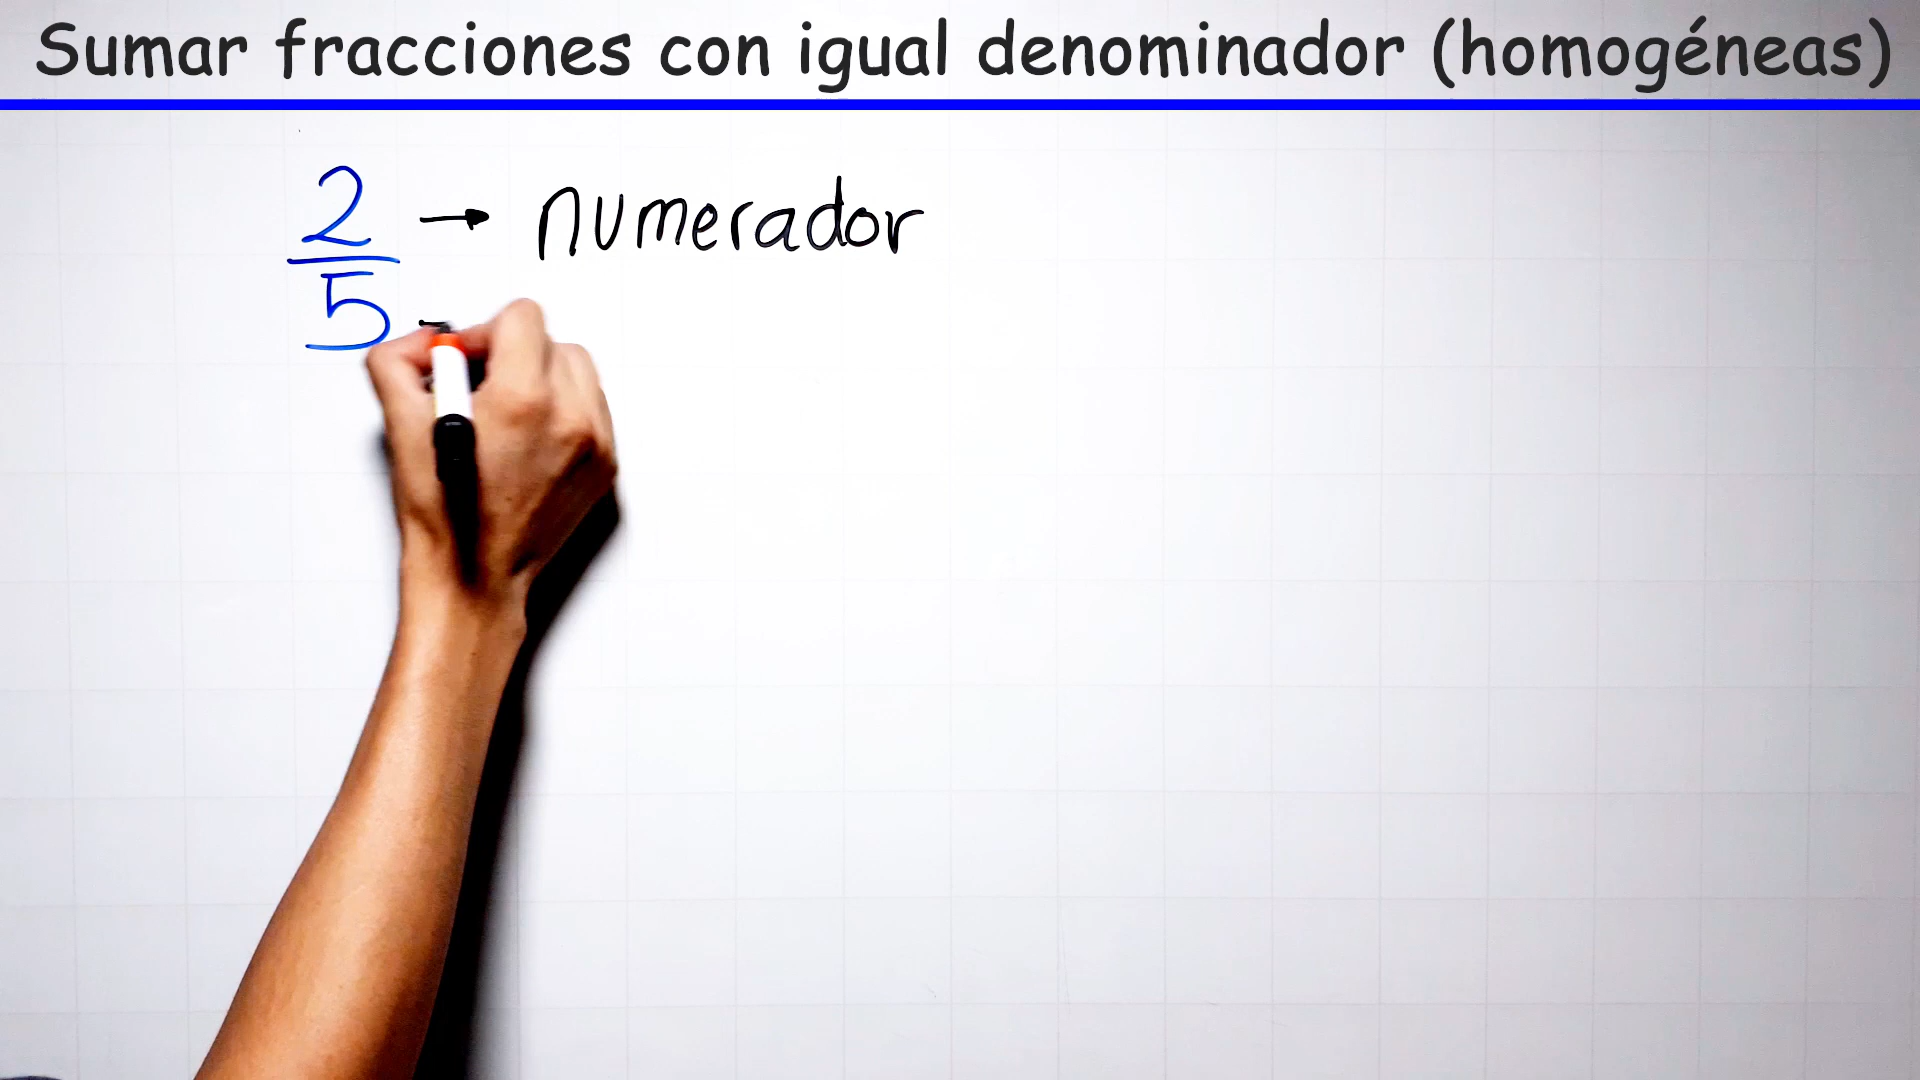 Sumar fracciones con igual denominador (homogéneas)
2 → numerador
5